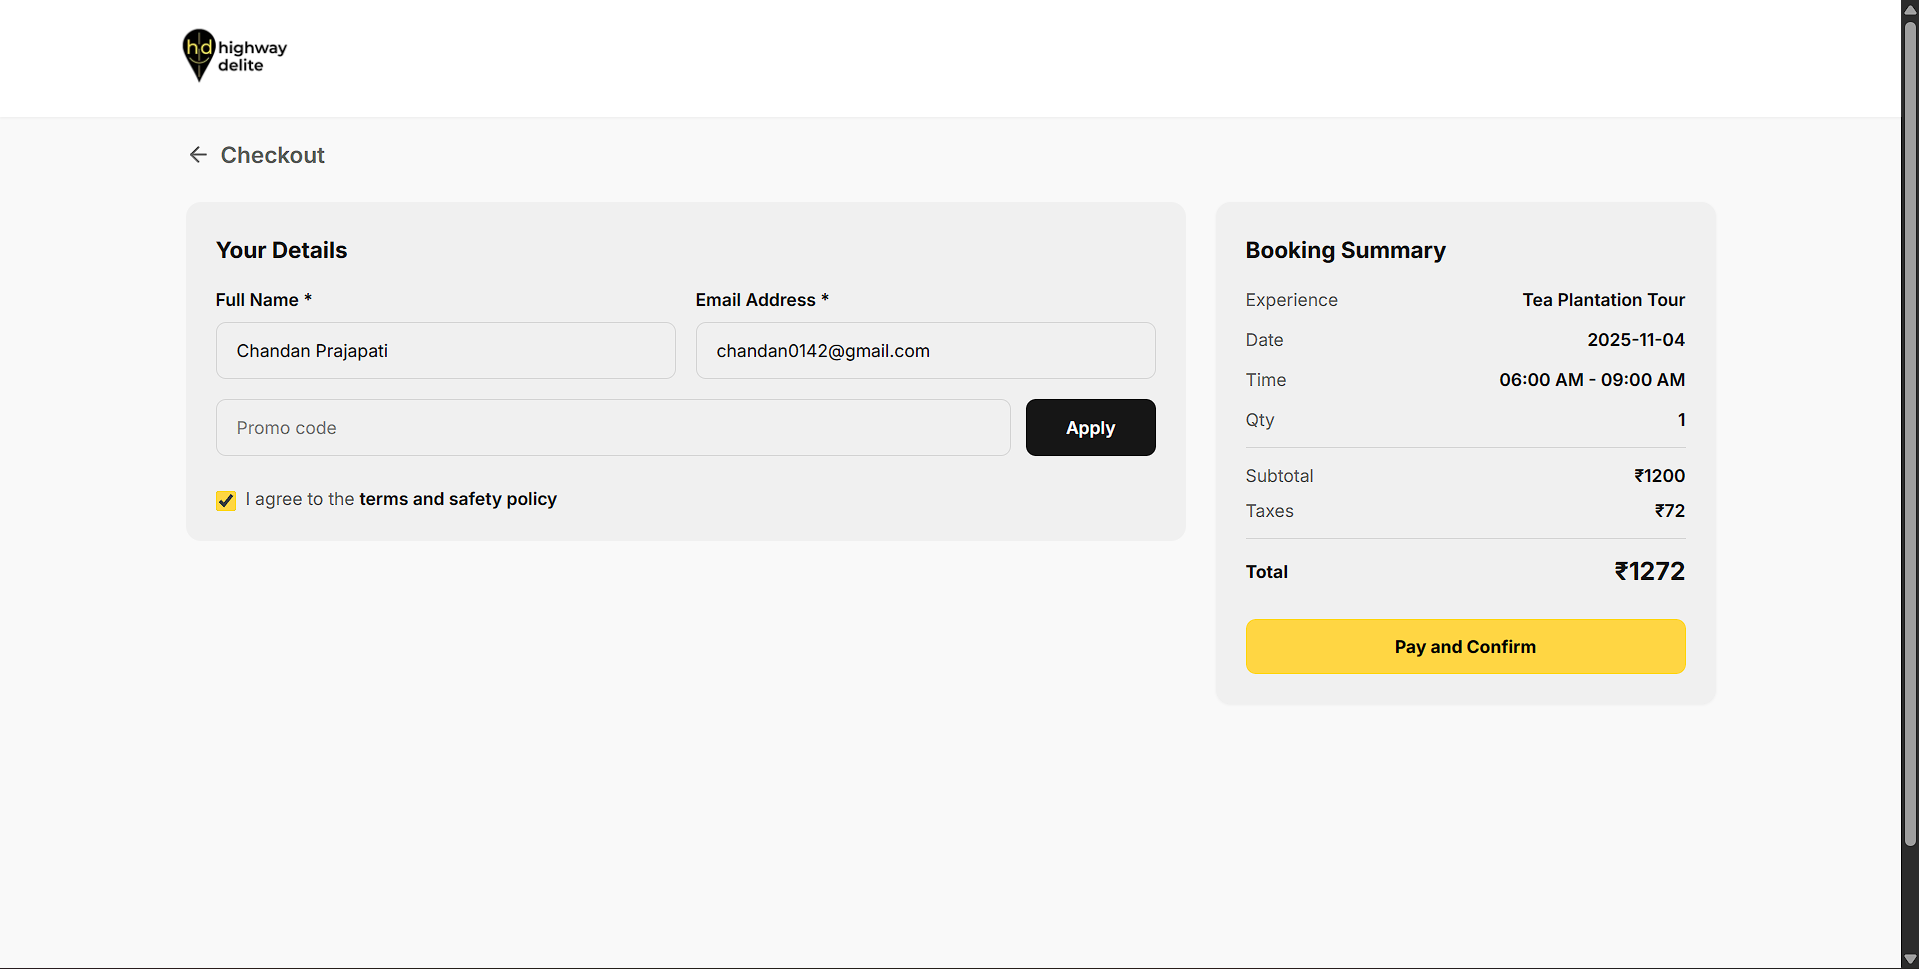 hd highway
delite
Checkout
Your Details
Full Name *
Email Address *
Chandan Prajapati
chandan0142@gmail.com
Promo code
Apply
I agree to the terms and safety policy
Booking Summary
Experience Tea Plantation Tour
Date 2025-11-04
Time 06:00 AM - 09:00 AM
Qty 1
Subtotal ₹1200
Taxes ₹72
Total ₹1272
Pay and Confirm